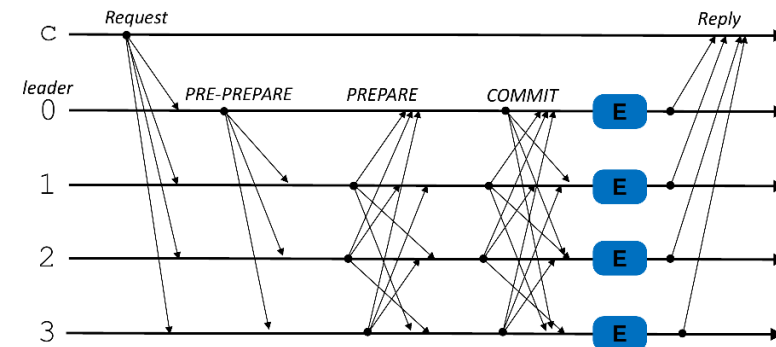 Request
Reply
C
leader
PRE-PREPARE
PREPARE
COMMIT
0
E
1
E
2
E
3
E